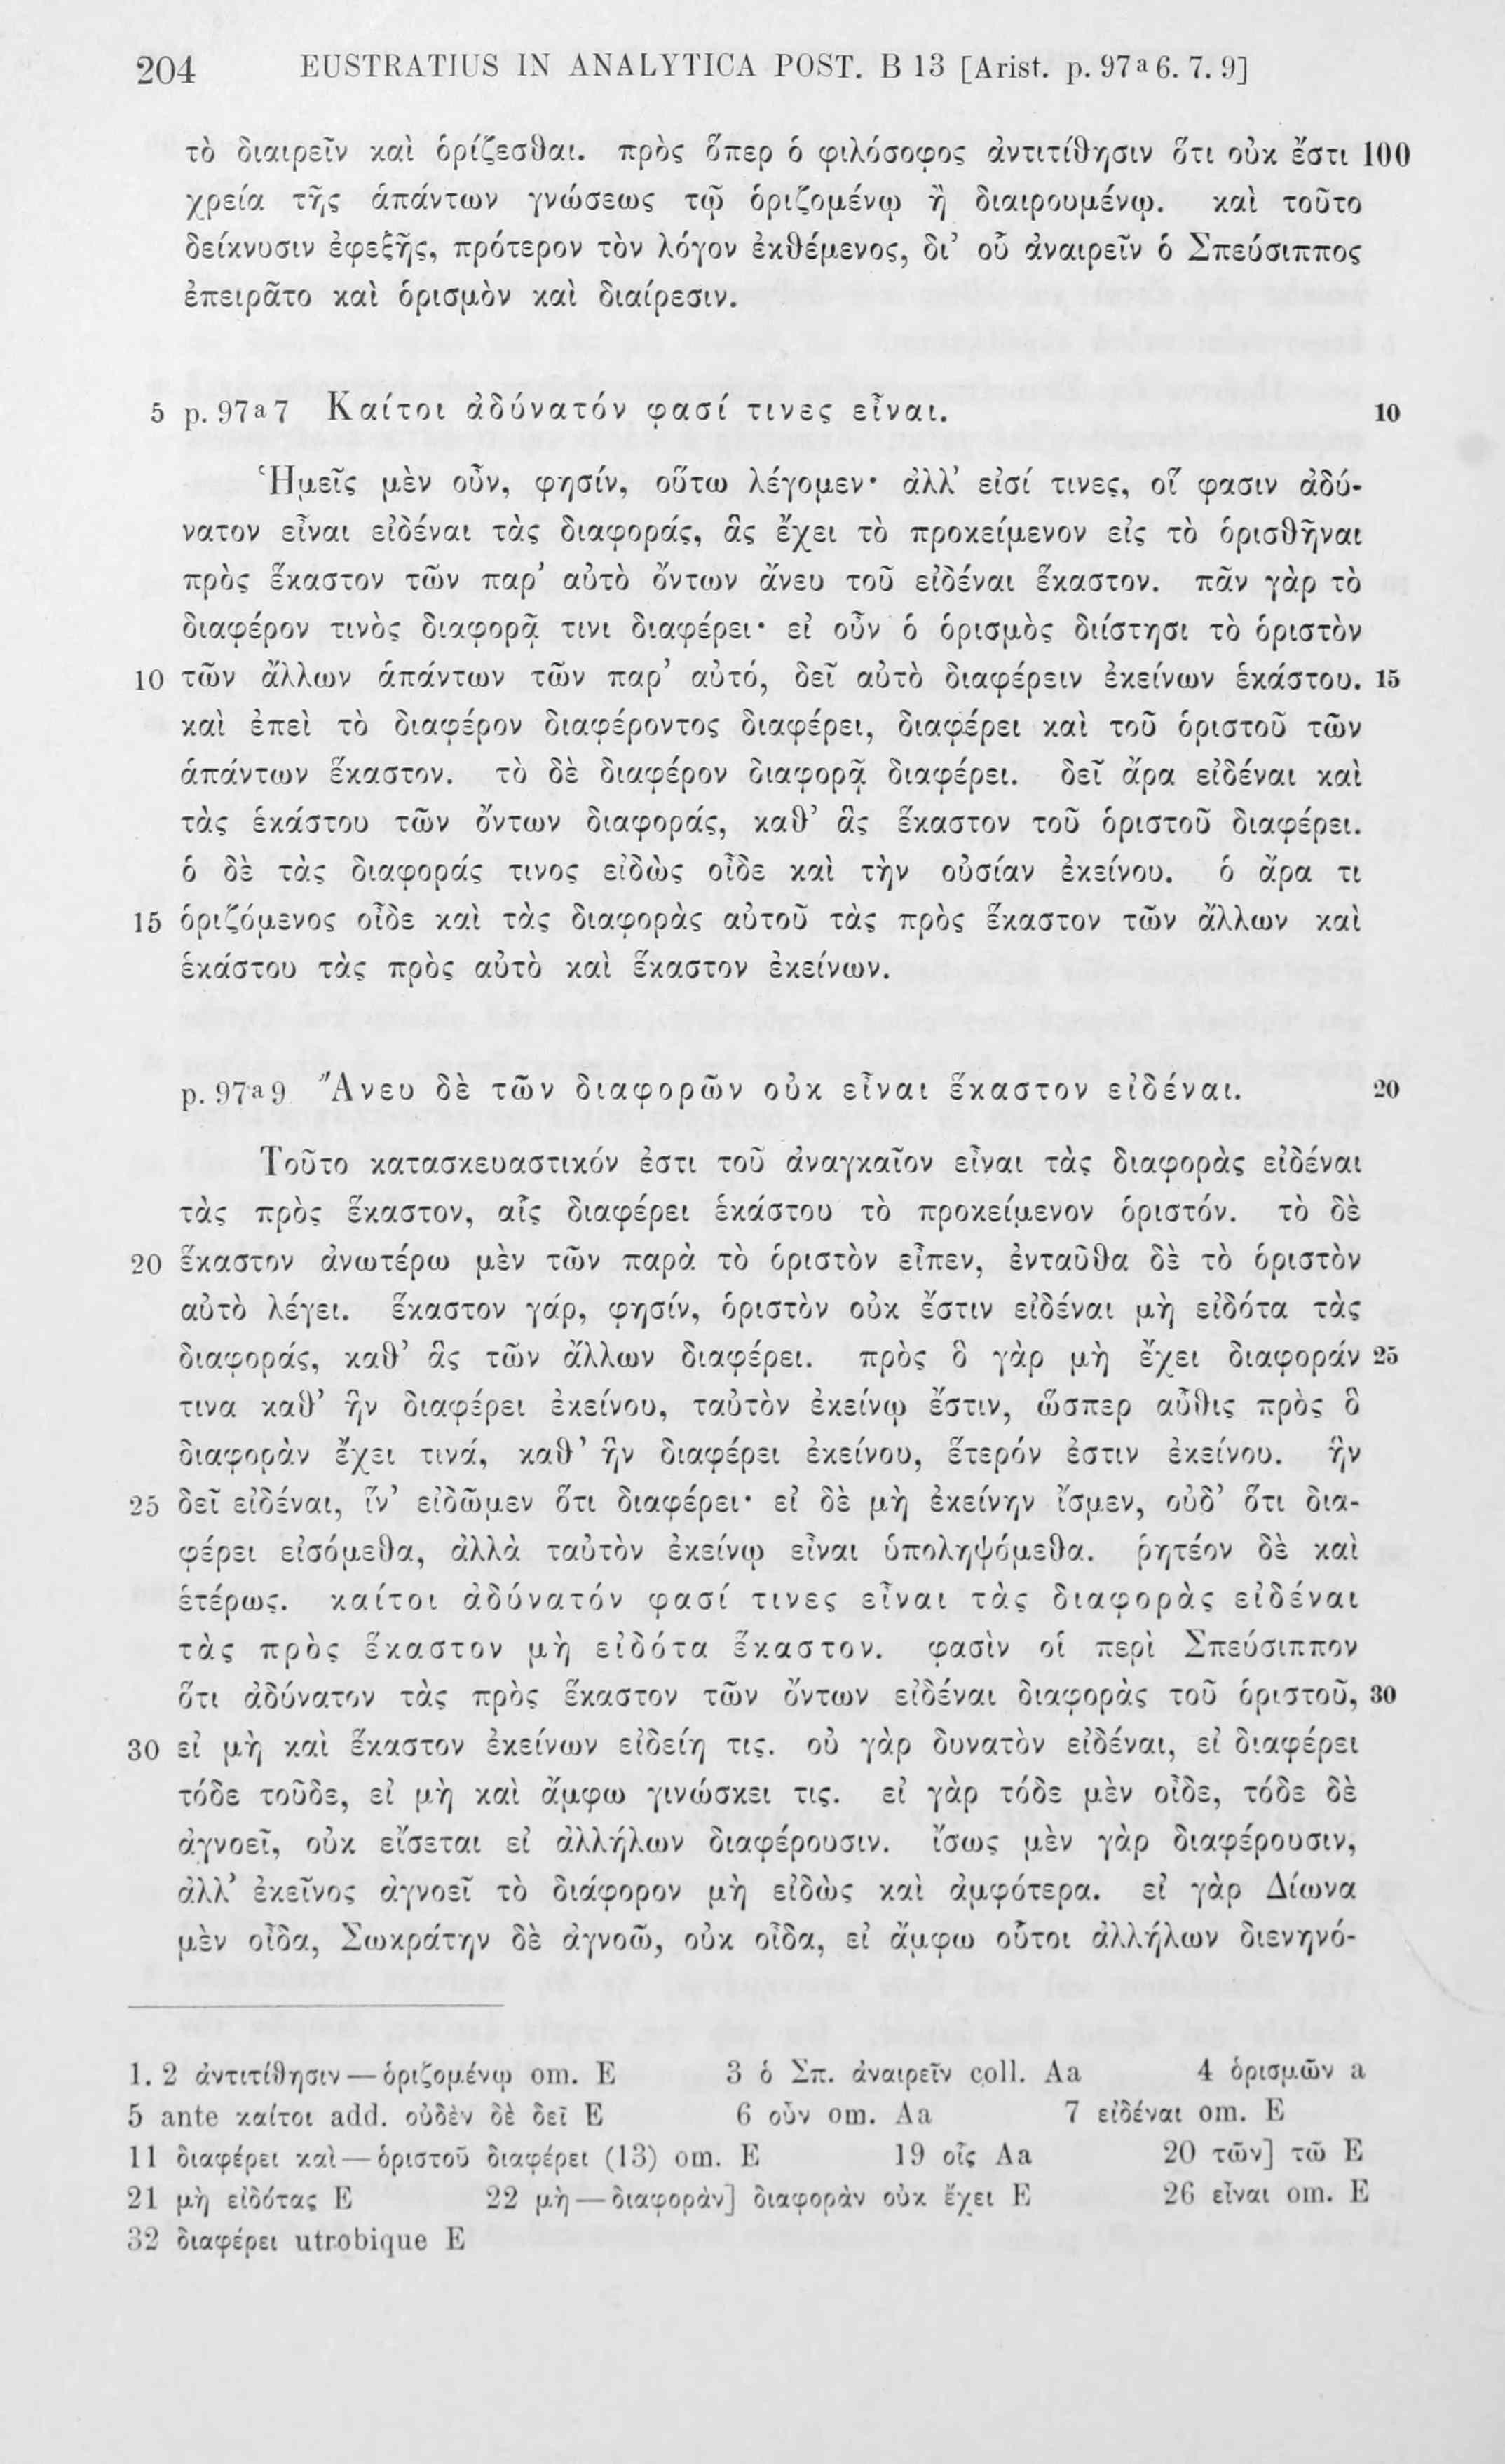 204 EUSTRATIUS IN ANALYTICA POST. B 13 [Arist. p. 97ᵃ6. 7. 9]
τὸ διαιρεῖν καὶ ὁρίζεσθαι. πρὸς ὅπερ ὁ φιλόσοφος ἀντιτίθησιν ὅτι οὐκ ἔστι 100
χρεία τῆς ἁπάντων γνώσεως τῷ ὁριζομένῳ ἢ διαιρουμένῳ. καὶ τοῦτο
δείκνυσιν ἐφεξῆς, πρότερον τὸν λόγον ἐκθέμενος, δι’ οὗ ἀναιρεῖν ὁ Σπεύσιππος
ἐπειρᾶτο καὶ ὁρισμὸν καὶ διαίρεσιν.
5 p. 97ᵃ7 Καίτοι ἀδύνατόν φασί τινες εἶναι. 10
Ἡμεῖς μὲν οὖν, φησίν, οὕτω λέγομεν· ἀλλ’ εἰσί τινες, οἵ φασιν ἀδύ-
νατον εἶναι εἰδέναι τὰς διαφοράς, ἃς ἔχει τὸ προκείμενον εἰς τὸ ὁρισθῆναι
πρὸς ἕκαστον τῶν παρ’ αὐτὸ ὄντων ἄνευ τοῦ εἰδέναι ἕκαστον. πᾶν γὰρ τὸ
διαφέρον τινὸς διαφορᾷ τινι διαφέρει· εἰ οὖν ὁ ὁρισμὸς διίστησι τὸ ὁριστὸν
10 τῶν ἄλλων ἁπάντων τῶν παρ’ αὐτό, δεῖ αὐτὸ διαφέρειν ἐκείνων ἑκάστου. 15
καὶ ἐπεὶ τὸ διαφέρον διαφέροντος διαφέρει, διαφέρει καὶ τοῦ ὁριστοῦ τῶν
ἁπάντων ἕκαστον. τὸ δὲ διαφέρον διαφορᾷ διαφέρει. δεῖ ἄρα εἰδέναι καὶ
τὰς ἑκάστου τῶν ὄντων διαφοράς, καθ’ ἃς ἕκαστον τοῦ ὁριστοῦ διαφέρει.
ὁ δὲ τὰς διαφοράς τινος εἰδὼς οἶδε καὶ τὴν οὐσίαν ἐκείνου. ὁ ἄρα τι
15 ὁριζόμενος οἶδε καὶ τὰς διαφορὰς αὐτοῦ τὰς πρὸς ἕκαστον τῶν ἄλλων καὶ
ἑκάστου τὰς πρὸς αὐτὸ καὶ ἕκαστον ἐκείνων.
p. 97ᵃ9 Ἄνευ δὲ τῶν διαφορῶν οὐκ εἶναι ἕκαστον εἰδέναι. 20
Τοῦτο κατασκευαστικόν ἐστι τοῦ ἀναγκαῖον εἶναι τὰς διαφορὰς εἰδέναι
τὰς πρὸς ἕκαστον, αἷς διαφέρει ἑκάστου τὸ προκείμενον ὁριστόν. τὸ δὲ
20 ἕκαστον ἀνωτέρω μὲν τῶν παρὰ τὸ ὁριστὸν εἶπεν, ἐνταῦθα δὲ τὸ ὁριστὸν
αὐτὸ λέγει. ἕκαστον γάρ, φησίν, ὁριστὸν οὐκ ἔστιν εἰδέναι μὴ εἰδότα τὰς
διαφοράς, καθ’ ἃς τῶν ἄλλων διαφέρει. πρὸς ὃ γὰρ μὴ ἔχει διαφοράν 25
τινα καθ’ ἣν διαφέρει ἐκείνου, ταὐτὸν ἐκείνῳ ἔστιν, ὥσπερ αὖθις πρὸς ὃ
διαφορὰν ἔχει τινά, καθ’ ἣν διαφέρει ἐκείνου, ἕτερόν ἐστιν ἐκείνου. ἣν
25 δεῖ εἰδέναι, ἵν’ εἰδῶμεν ὅτι διαφέρει· εἰ δὲ μὴ ἐκείνην ἴσμεν, οὐδ’ ὅτι δια-
φέρει εἰσόμεθα, ἀλλὰ ταὐτὸν ἐκείνῳ εἶναι ὑποληψόμεθα. ῥητέον δὲ καὶ
ἑτέρως. καίτοι ἀδύνατόν φασί τινες εἶναι τὰς διαφορὰς εἰδέναι
τὰς πρὸς ἕκαστον μὴ εἰδότα ἕκαστον. φασὶν οἱ περὶ Σπεύσιππον
ὅτι ἀδύνατον τὰς πρὸς ἕκαστον τῶν ὄντων εἰδέναι διαφορὰς τοῦ ὁριστοῦ, 30
30 εἰ μὴ καὶ ἕκαστον ἐκείνων εἰδείη τις. οὐ γὰρ δυνατὸν εἰδέναι, εἰ διαφέρει
τόδε τοῦδε, εἰ μὴ καὶ ἄμφω γινώσκει τις. εἰ γὰρ τόδε μὲν οἶδε, τόδε δὲ
ἀγνοεῖ, οὐκ εἴσεται εἰ ἀλλήλων διαφέρουσιν. ἴσως μὲν γὰρ διαφέρουσιν,
ἀλλ’ ἐκεῖνος ἀγνοεῖ τὸ διάφορον μὴ εἰδὼς καὶ ἀμφότερα. εἰ γὰρ Δίωνα
μὲν οἶδα, Σωκράτην δὲ ἀγνοῶ, οὐκ οἶδα, εἰ ἄμφω οὗτοι ἀλλήλων διενηνό-
1. 2 ἀντιτίθησιν — ὁριζομένῳ om. E 3 ὁ Σπ. ἀναιρεῖν coll. Aa 4 ὁρισμῶν a
5 ante καίτοι add. οὐδὲν δὲ δεῖ E 6 οὖν om. Aa 7 εἰδέναι om. E
11 διαφέρει καὶ — ὁριστοῦ διαφέρει (13) om. E 19 οἷς Aa 20 τῶν] τῶ E
21 μὴ εἰδότας E 22 μὴ — διαφορὰν] διαφορὰν οὐκ ἔχει E 26 εἶναι om. E
32 διαφέρει utrobique E